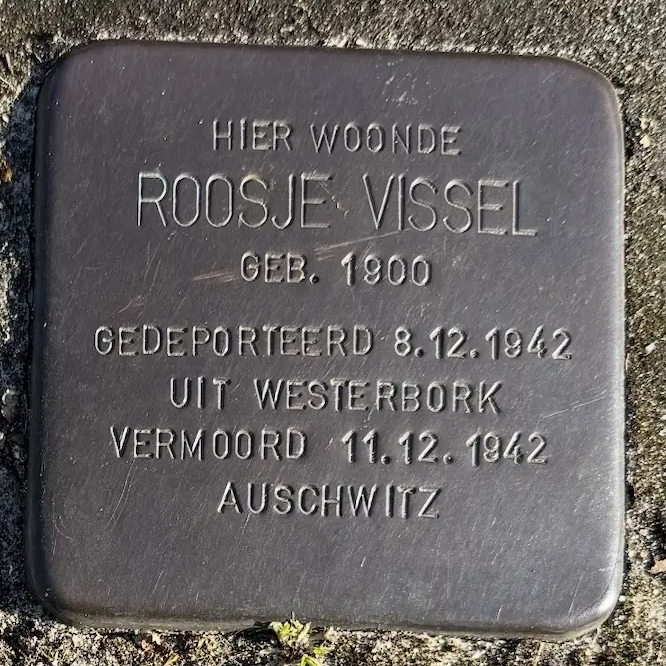 HIER WOONDE
ROOSJE VISSEL
GEB. 1900
GEDEPORTEERD 8.12.1942
UIT WESTERBORK
VERMOORD 11.12.1942
AUSCHWITZ